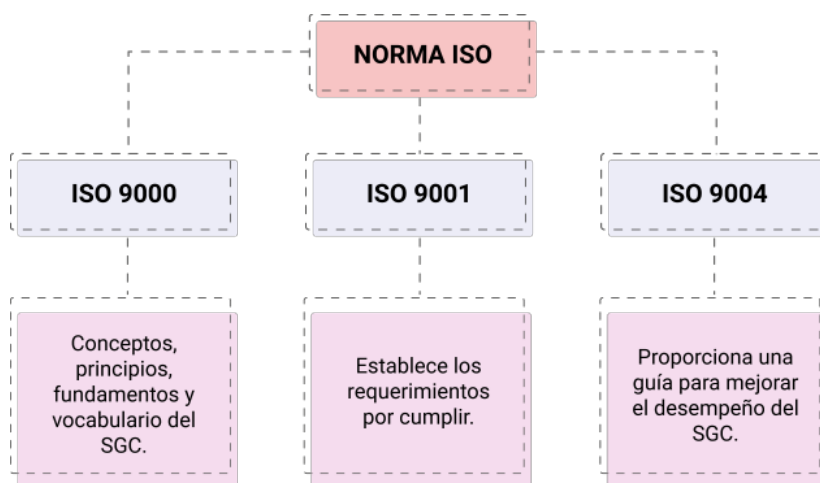 NORMA ISO
ISO 9000
ISO 9001
ISO 9004
Conceptos,
principios,
fundamentos y
vocabulario del
SGC.
Establece los
requerimientos
por cumplir.
Proporciona una
guía para mejorar
el desempeño del
SGC.